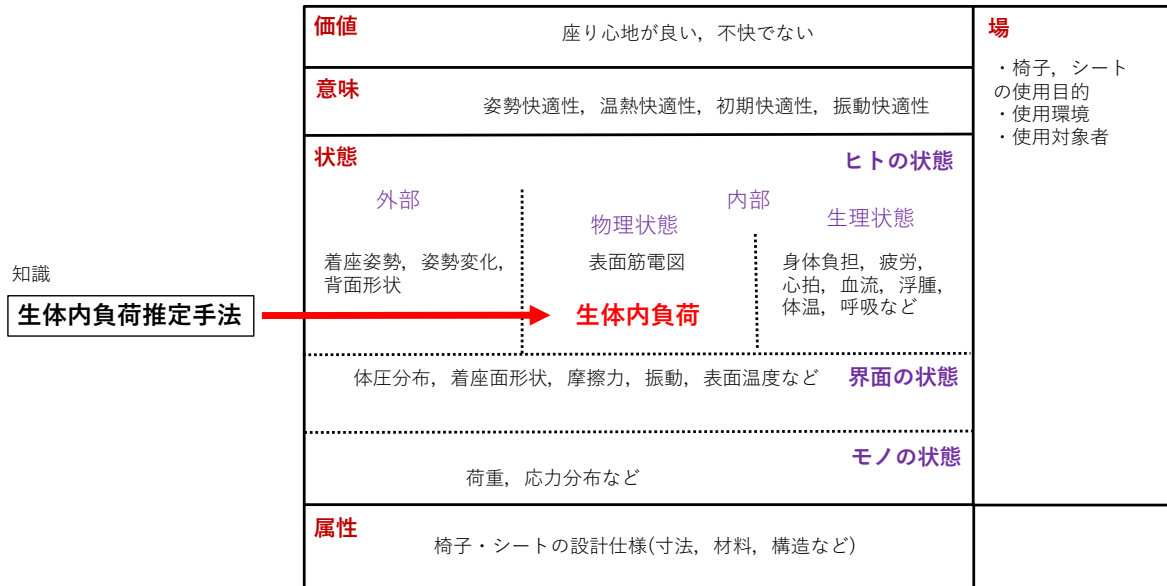 価値
座り心地が良い，不快でない
場
・椅子，シート
の使用目的
・使用環境
・使用対象者
意味
姿勢快適性，温熱快適性，初期快適性，振動快適性
状態
ヒトの状態
外部
内部
物理状態
生理状態
着座姿勢，姿勢変化，
背面形状
表面筋電図
身体負担，疲労，
心拍，血流，浮腫，
体温，呼吸など
知識
生体内負荷推定手法
生体内負荷
体圧分布，着座面形状，摩擦力，振動，表面温度など
界面の状態
モノの状態
荷重，応力分布など
属性
椅子・シートの設計仕様(寸法，材料，構造など)